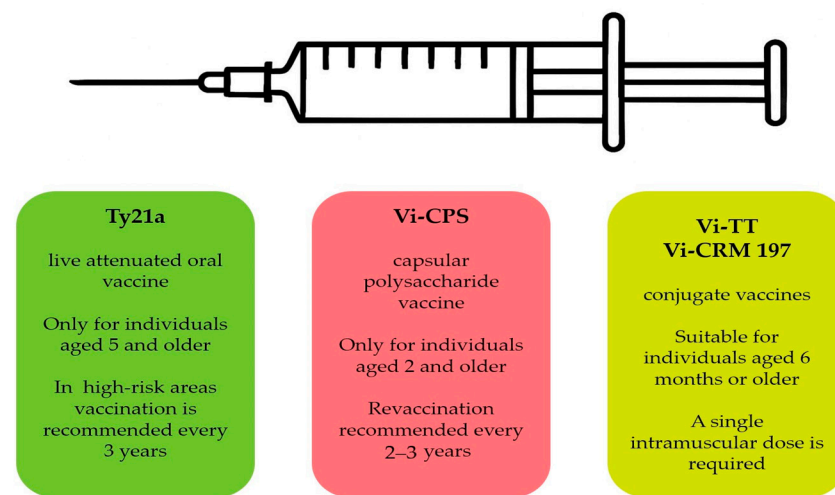 Ty21a
live attenuated oral
vaccine
Only for individuals
aged 5 and older
In high-risk areas
vaccination is
recommended every
3 years
Vi-CPS
capsular
polysaccharide
vaccine
Only for individuals
aged 2 and older
Revaccination
recommended every
2–3 years
Vi-TT
Vi-CRM 197
conjugate vaccines
Suitable for
individuals aged 6
months or older
A single
intramuscular dose is
required